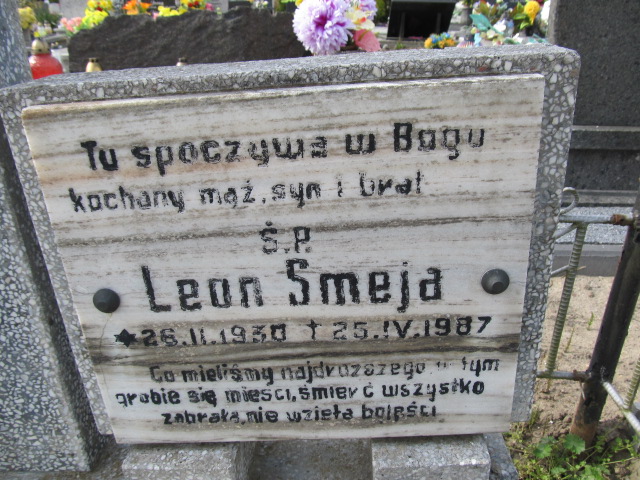 Tu spoczywa w Bogu
kochany mąż, syn i brat
Ś.P.
Leon Smeja
★26.II.1930 †25.IV.1987
Co mieliśmy najdroższego, w tym
grobie się mieści, śmierć wszystko
zabrała, nie wzięła boleści